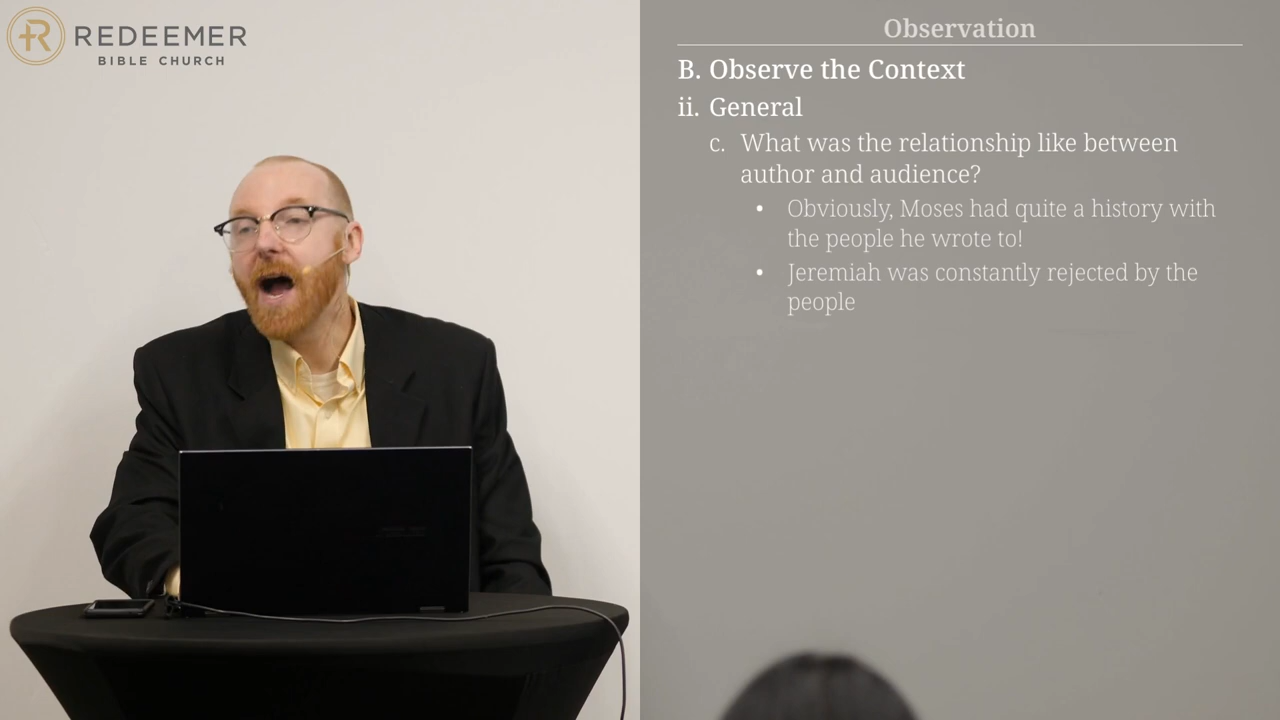 REDEEMER
BIBLE CHURCH
Observation
B. Observe the Context
ii. General
c. What was the relationship like between
author and audience?
• Obviously, Moses had quite a history with
the people he wrote to!
• Jeremiah was constantly rejected by the
people